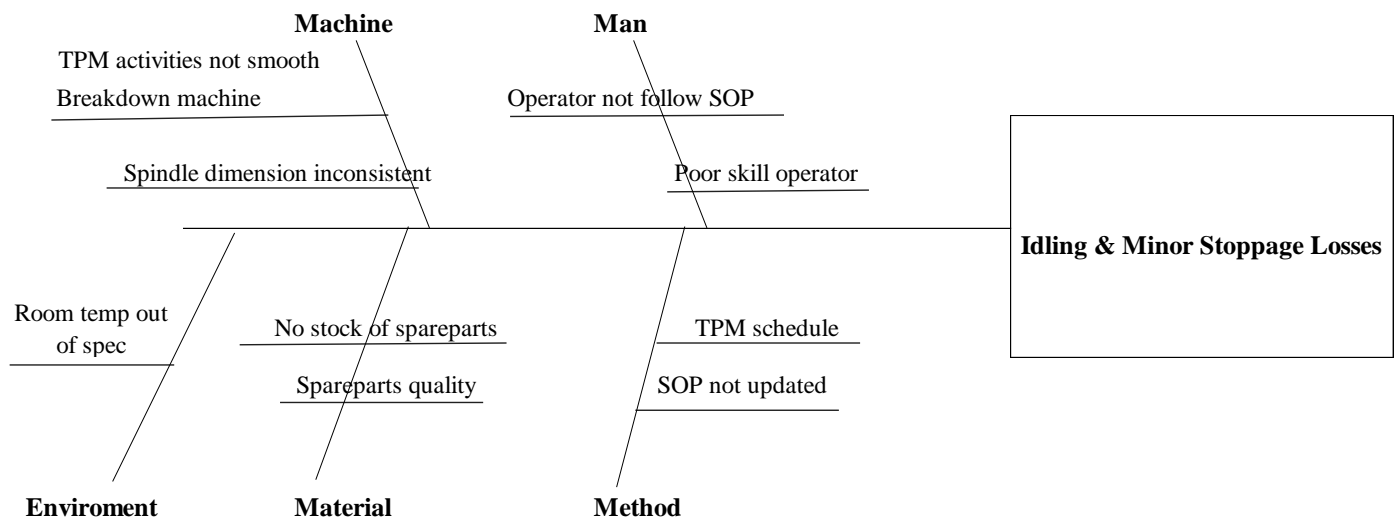 Machine
Man
TPM activities not smooth
Breakdown machine
Operator not follow SOP
Spindle dimension inconsistent
Poor skill operator
Idling & Minor Stoppage Losses
Room temp out
of spec
No stock of spareparts
TPM schedule
Spareparts quality
SOP not updated
Enviroment
Material
Method